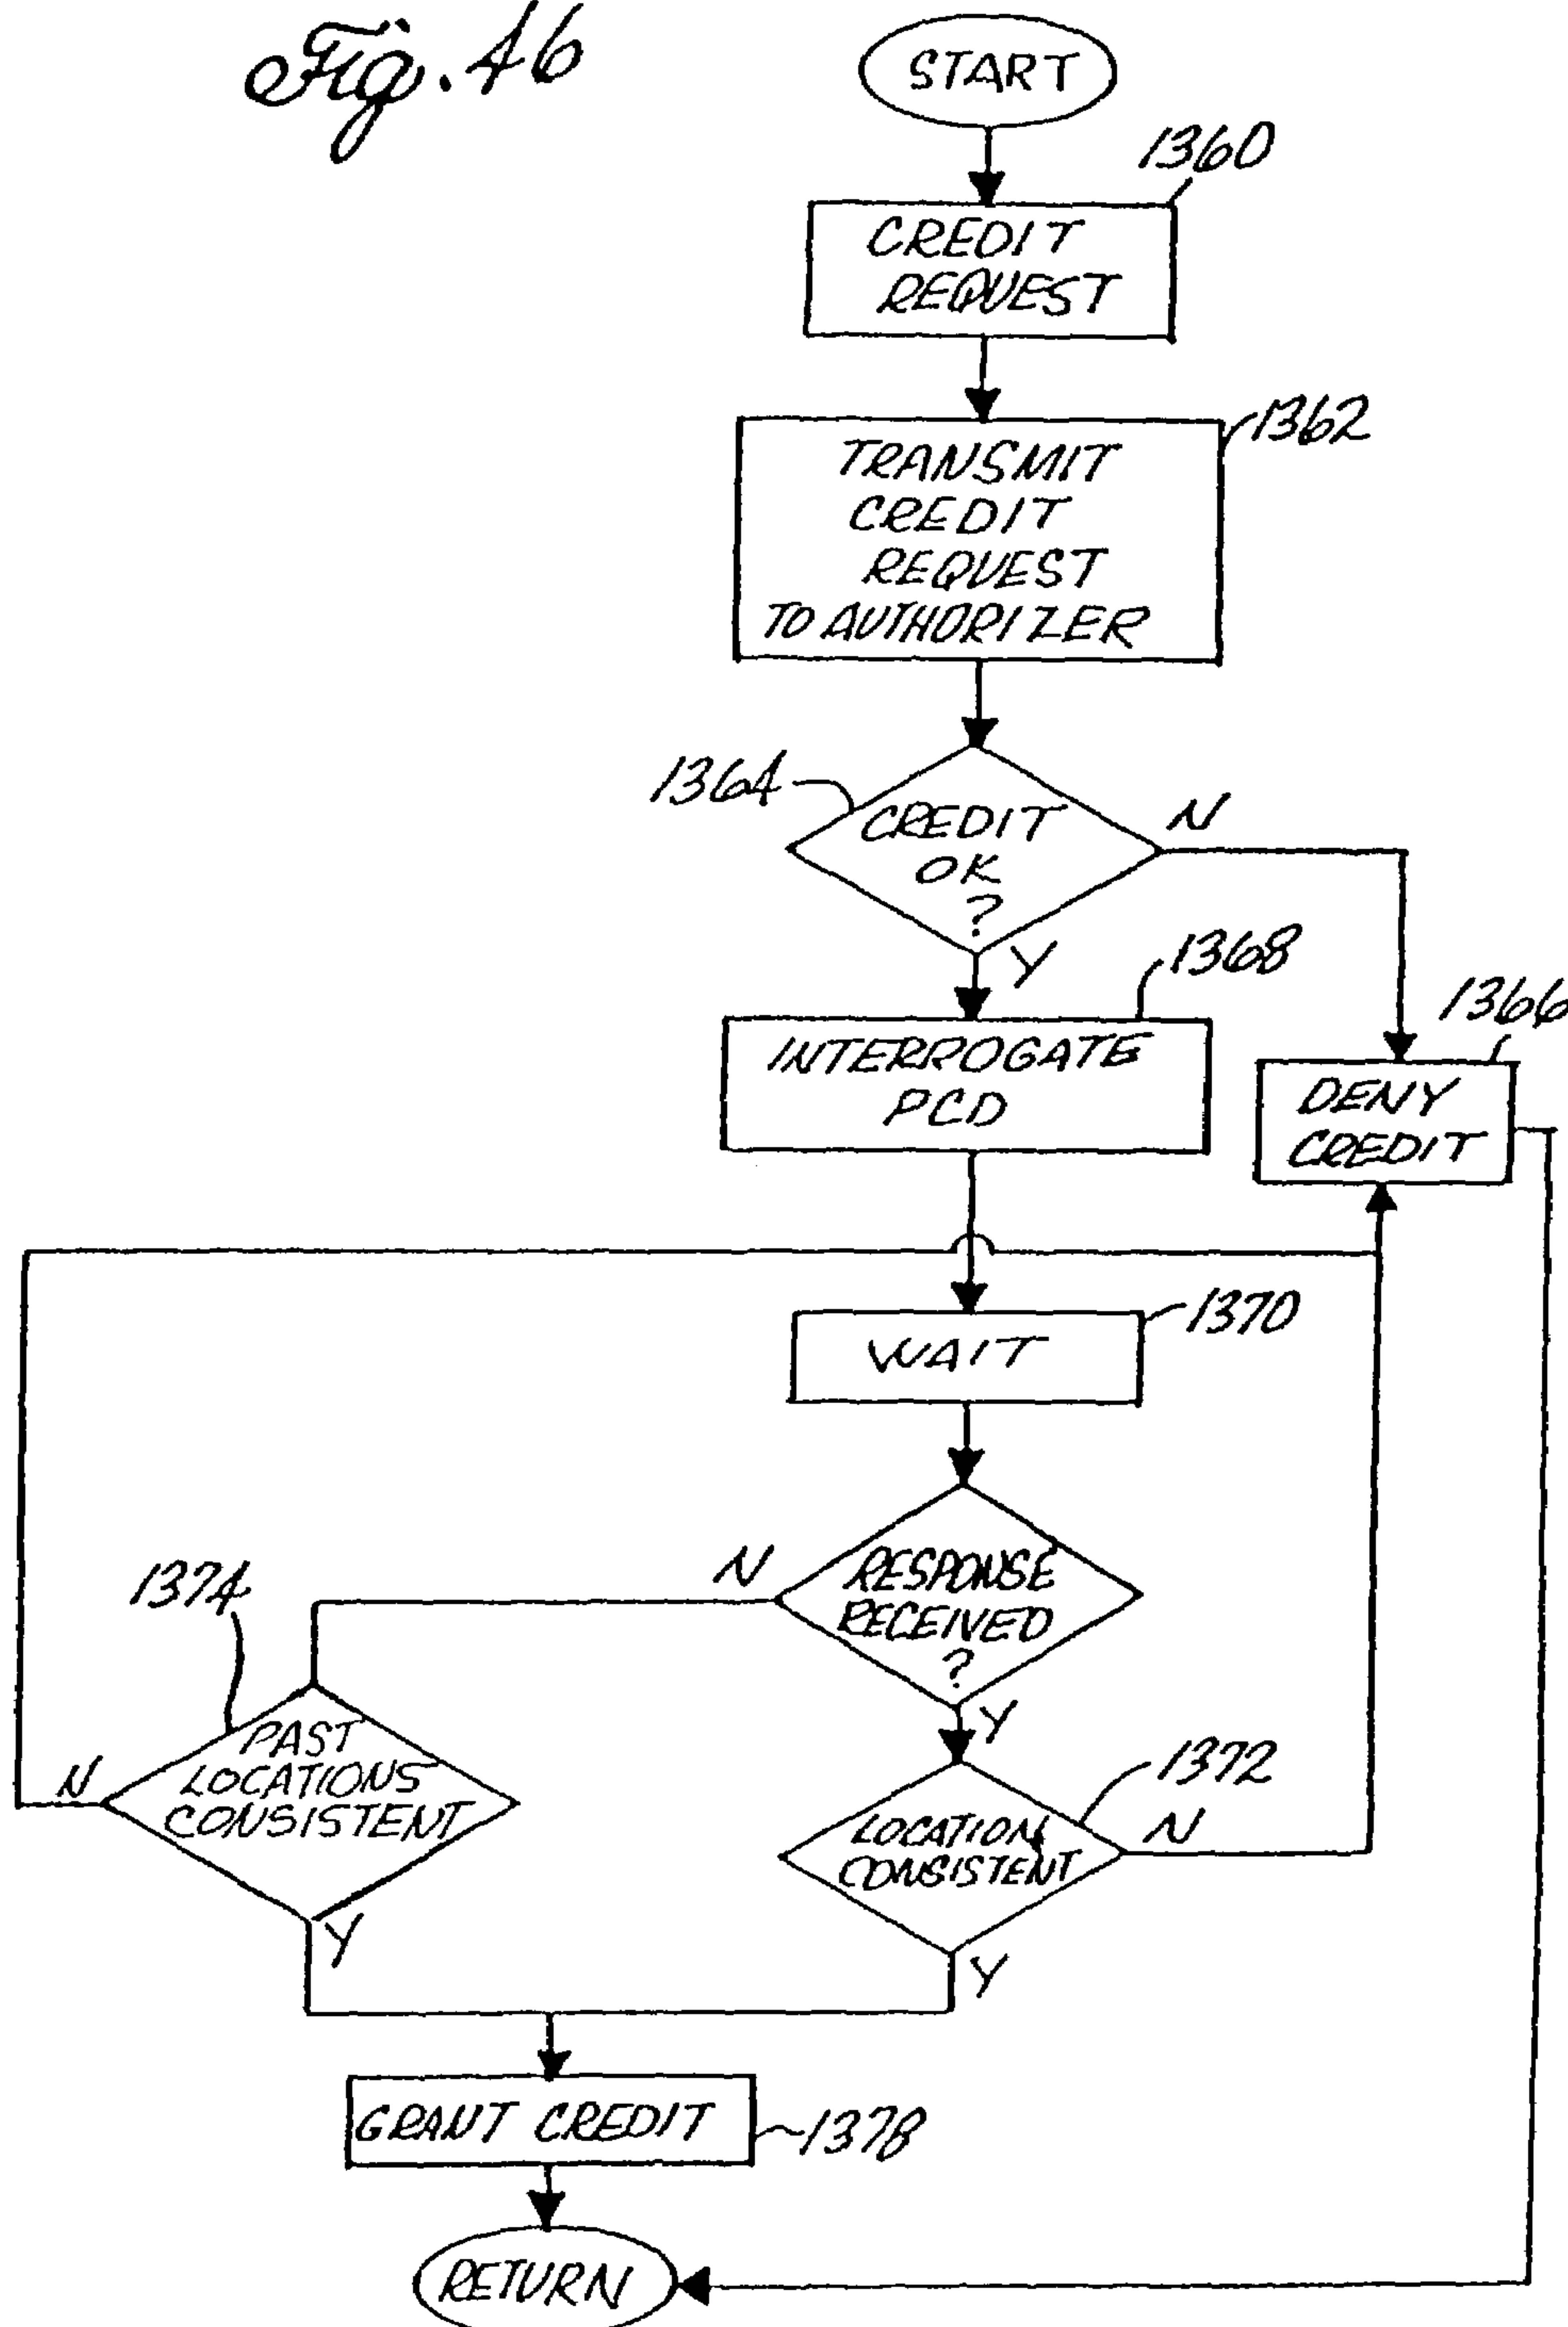 Fig. 46
START
1360
CREDIT
REQUEST
1362
TRANSMIT
CREDIT
REQUEST
TO AUTHORIZER
1364
CREDIT
OK
?
N
Y
1368
1366
INTERROGATE
PCD
DENY
CREDIT
1370
WAIT
N
RESPONSE
RECEIVED
?
Y
1374
PAST
LOCATIONS
CONSISTENT
N
Y
1372
LOCATION
CONSISTENT
N
Y
GRANT CREDIT
1378
RETURN